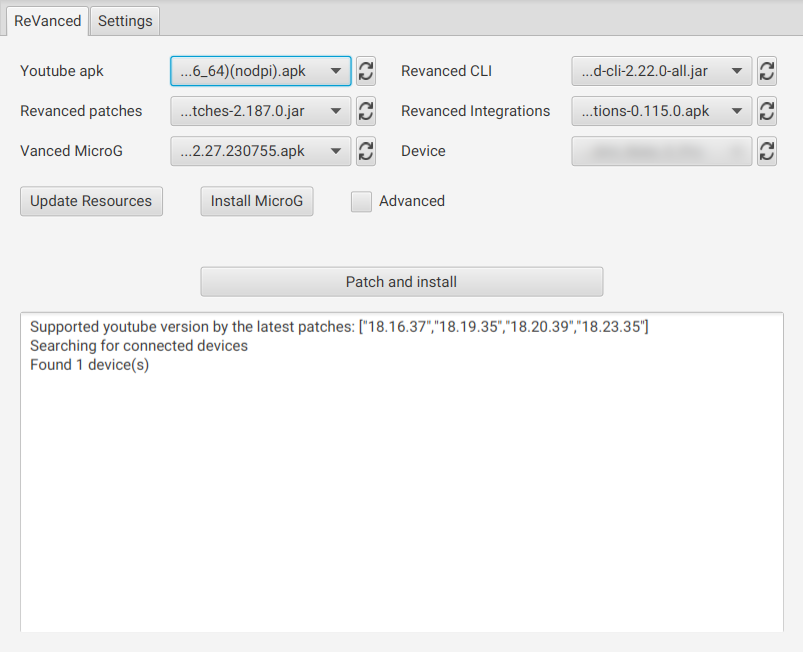 ReVanced Settings
Youtube apk ...6_64)(nodpi).apk Revanced CLI ...d-cli-2.22.0-all.jar
Revanced patches ...tches-2.187.0.jar Revanced Integrations ...tions-0.115.0.apk
Vanced MicroG ...2.27.230755.apk Device
Update Resources Install MicroG Advanced
Patch and install
Supported youtube version by the latest patches: ["18.16.37","18.19.35","18.20.39","18.23.35"]
Searching for connected devices
Found 1 device(s)